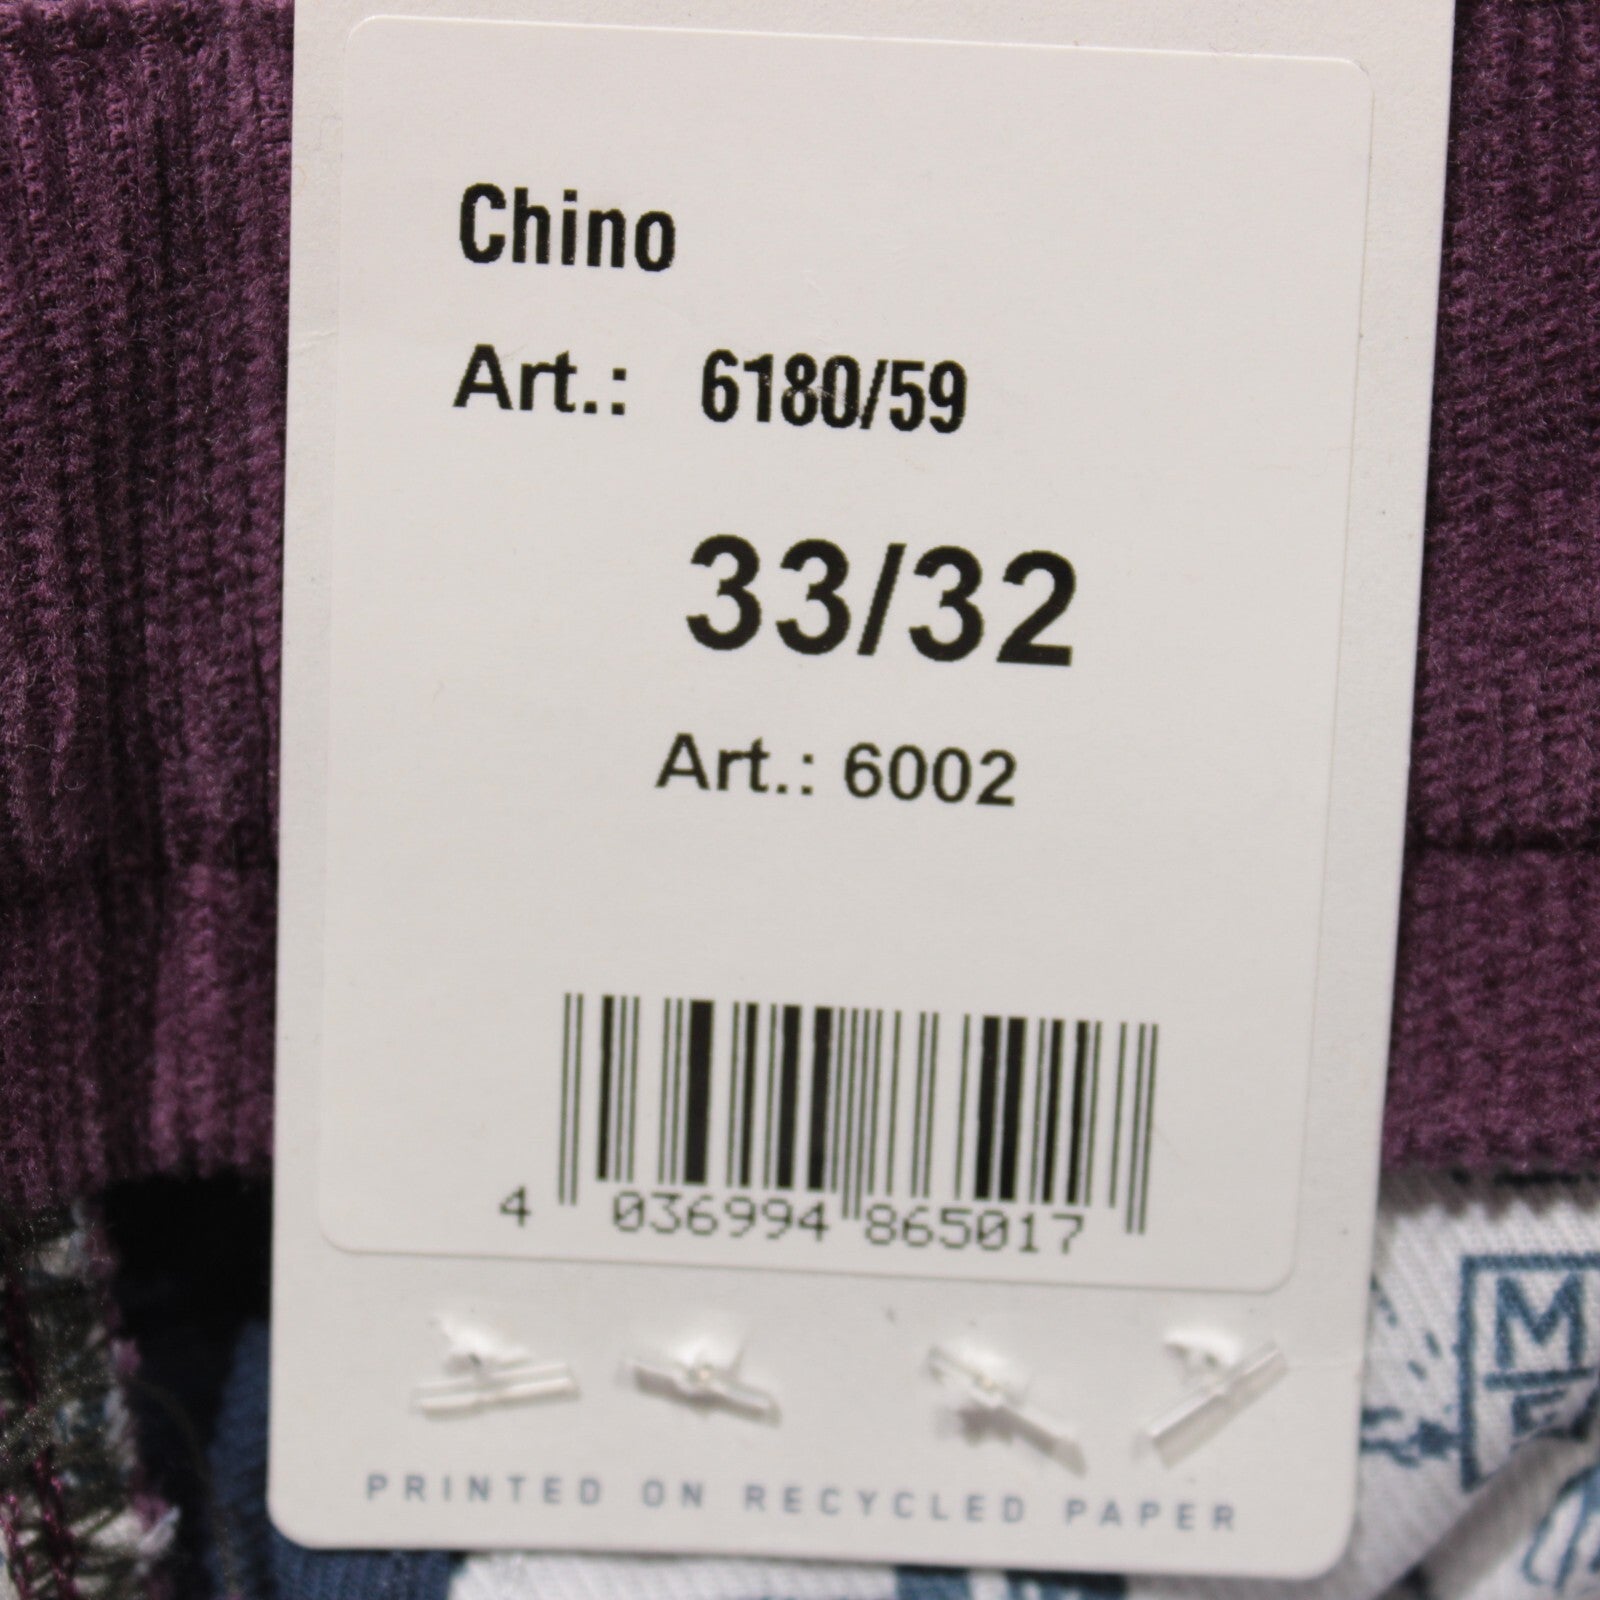 Chino
Art.: 6180/59
33/32
Art.: 6002
4 036994 865017
PRINTED ON RECYCLED PAPER
M